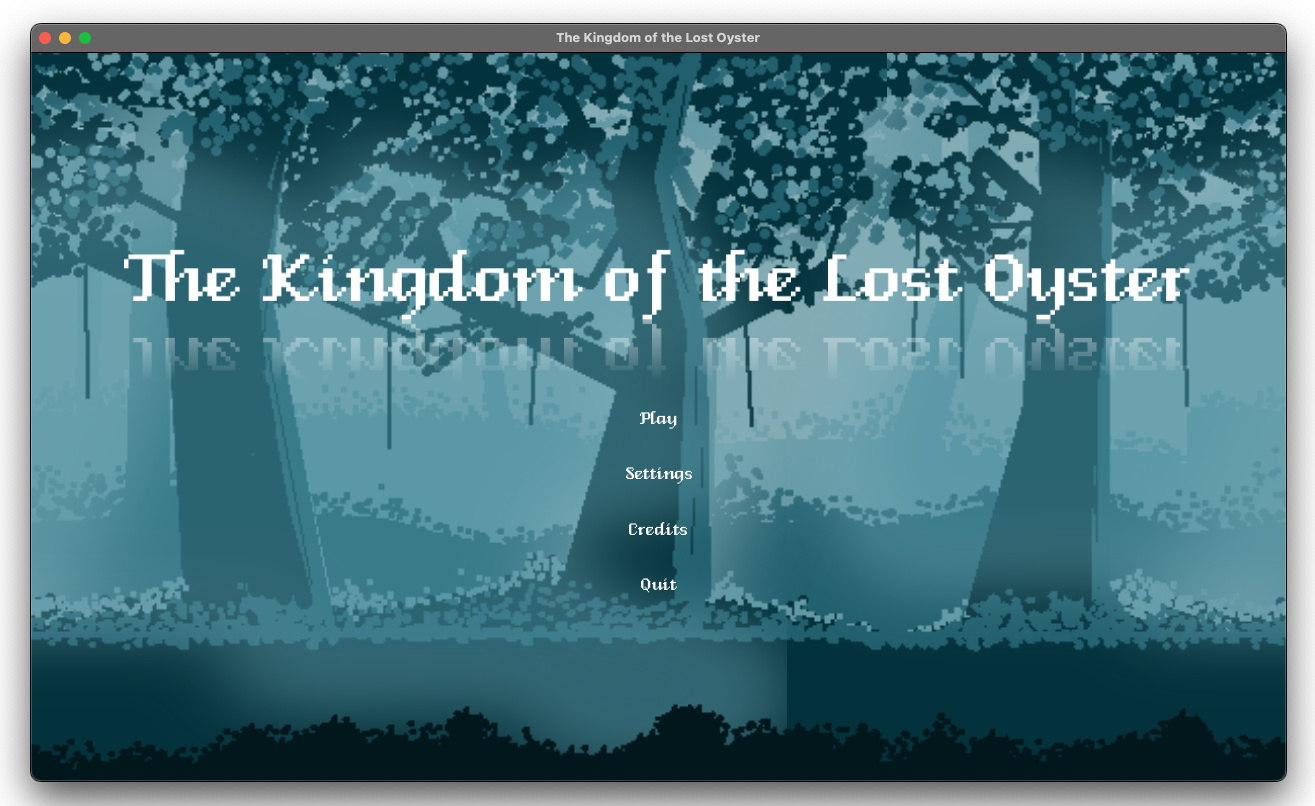 The Kingdom of the Lost Oyster
The Kingdom of the Lost Oyster
Play
Settings
Credits
Quit